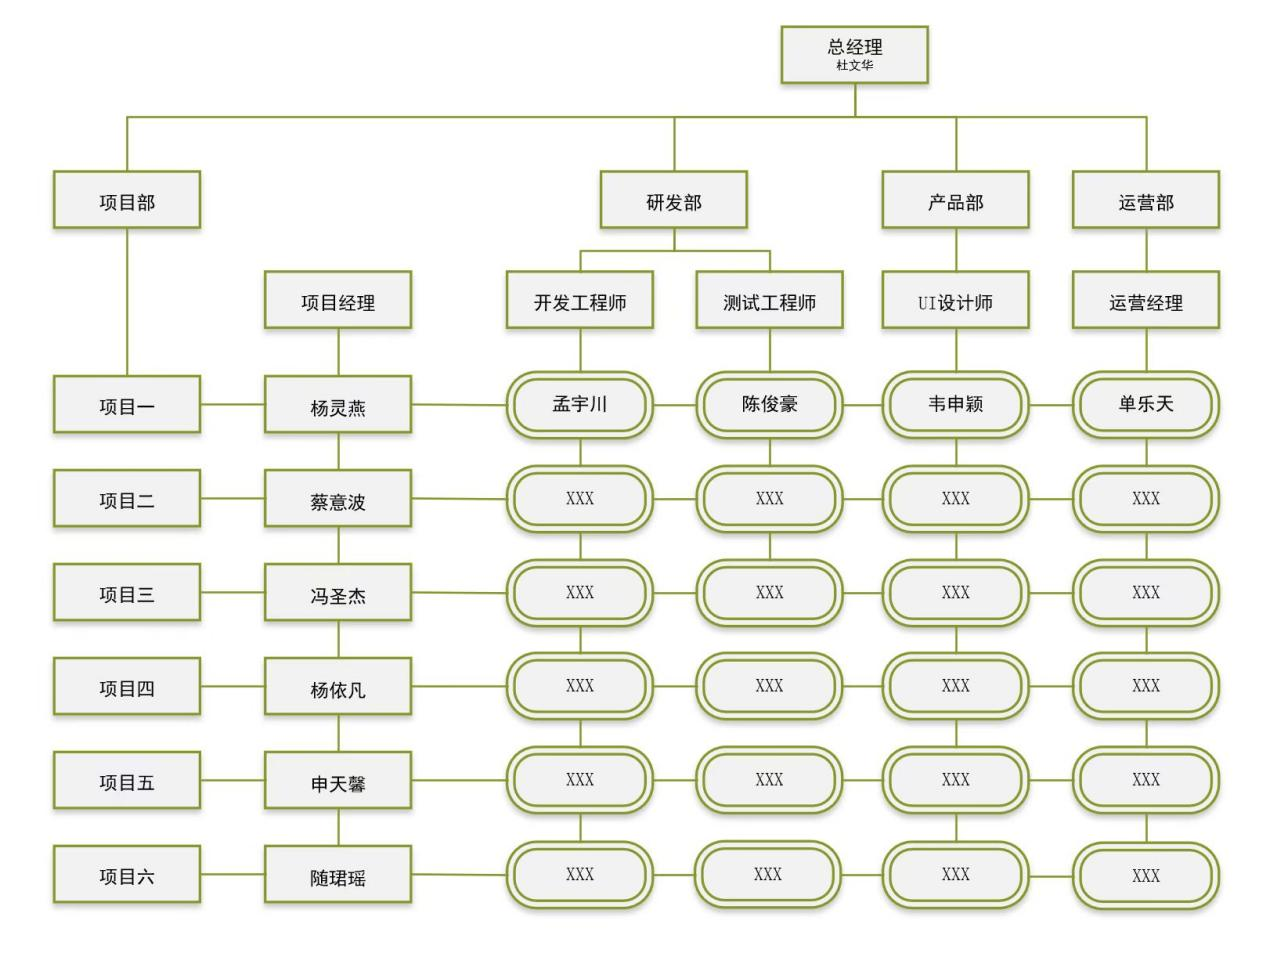 总经理
杜文华
项目部
研发部
产品部
运营部
项目经理
开发工程师
测试工程师
UI设计师
运营经理
项目一
杨灵燕
孟宇川
陈俊豪
韦申颖
单乐天
项目二
蔡意波
XXX
XXX
XXX
XXX
项目三
冯圣杰
XXX
XXX
XXX
XXX
项目四
杨依凡
XXX
XXX
XXX
XXX
项目五
申天馨
XXX
XXX
XXX
XXX
项目六
随珺瑶
XXX
XXX
XXX
XXX